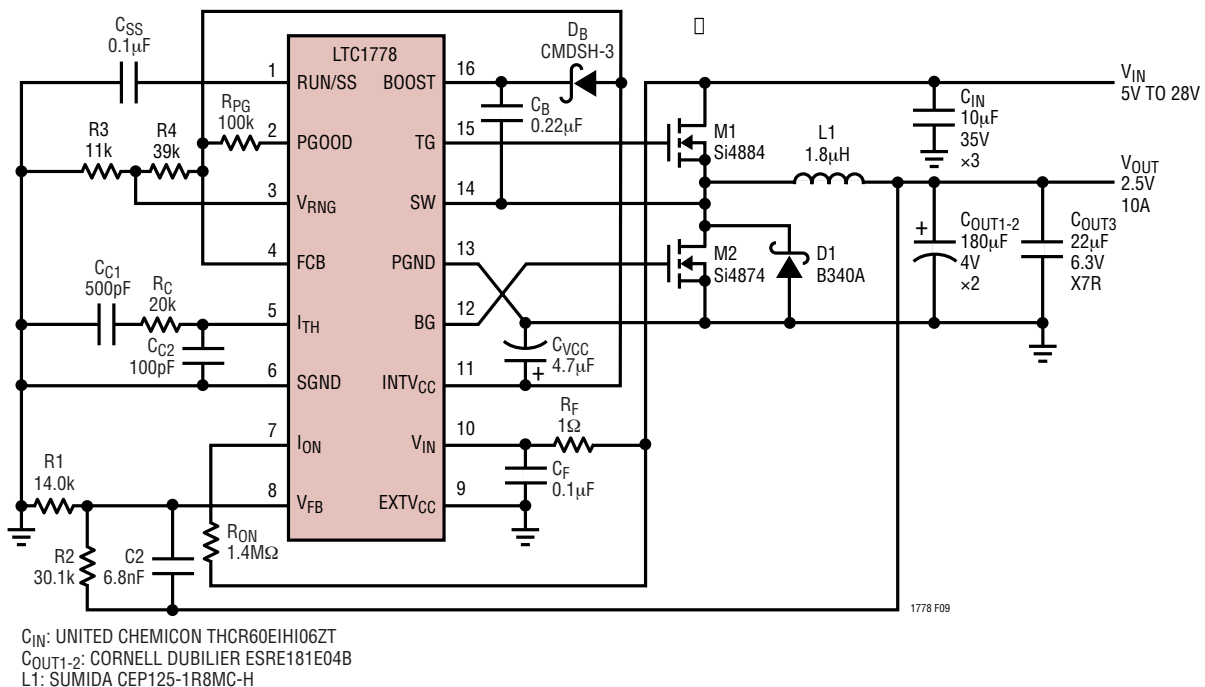 LTC1778
CSS
0.1µF
1
RUN/SS
BOOST
16
DB
CMDSH-3
CB
0.22µF
RPG
100k
2
PGOOD
TG
15
R3
11k
R4
39k
3
VRNG
SW
14
4
FCB
PGND
13
CC1
500pF
RC
20k
5
ITH
BG
12
CC2
100pF
6
SGND
INTVCC
11
CVCC
4.7µF
+
7
ION
VIN
10
RF
1Ω
CF
0.1µF
R1
14.0k
8
VFB
EXTVCC
9
RON
1.4MΩ
R2
30.1k
C2
6.8nF
M1
Si4884
L1
1.8µH
M2
Si4874
D1
B340A
VIN
5V TO 28V
CIN
10µF
35V
×3
VOUT
2.5V
10A
+
COUT1-2
180µF
4V
×2
COUT3
22µF
6.3V
X7R
1778 F09
CIN: UNITED CHEMICON THCR60EIHI06ZT
COUT1-2: CORNELL DUBILIER ESRE181E04B
L1: SUMIDA CEP125-1R8MC-H